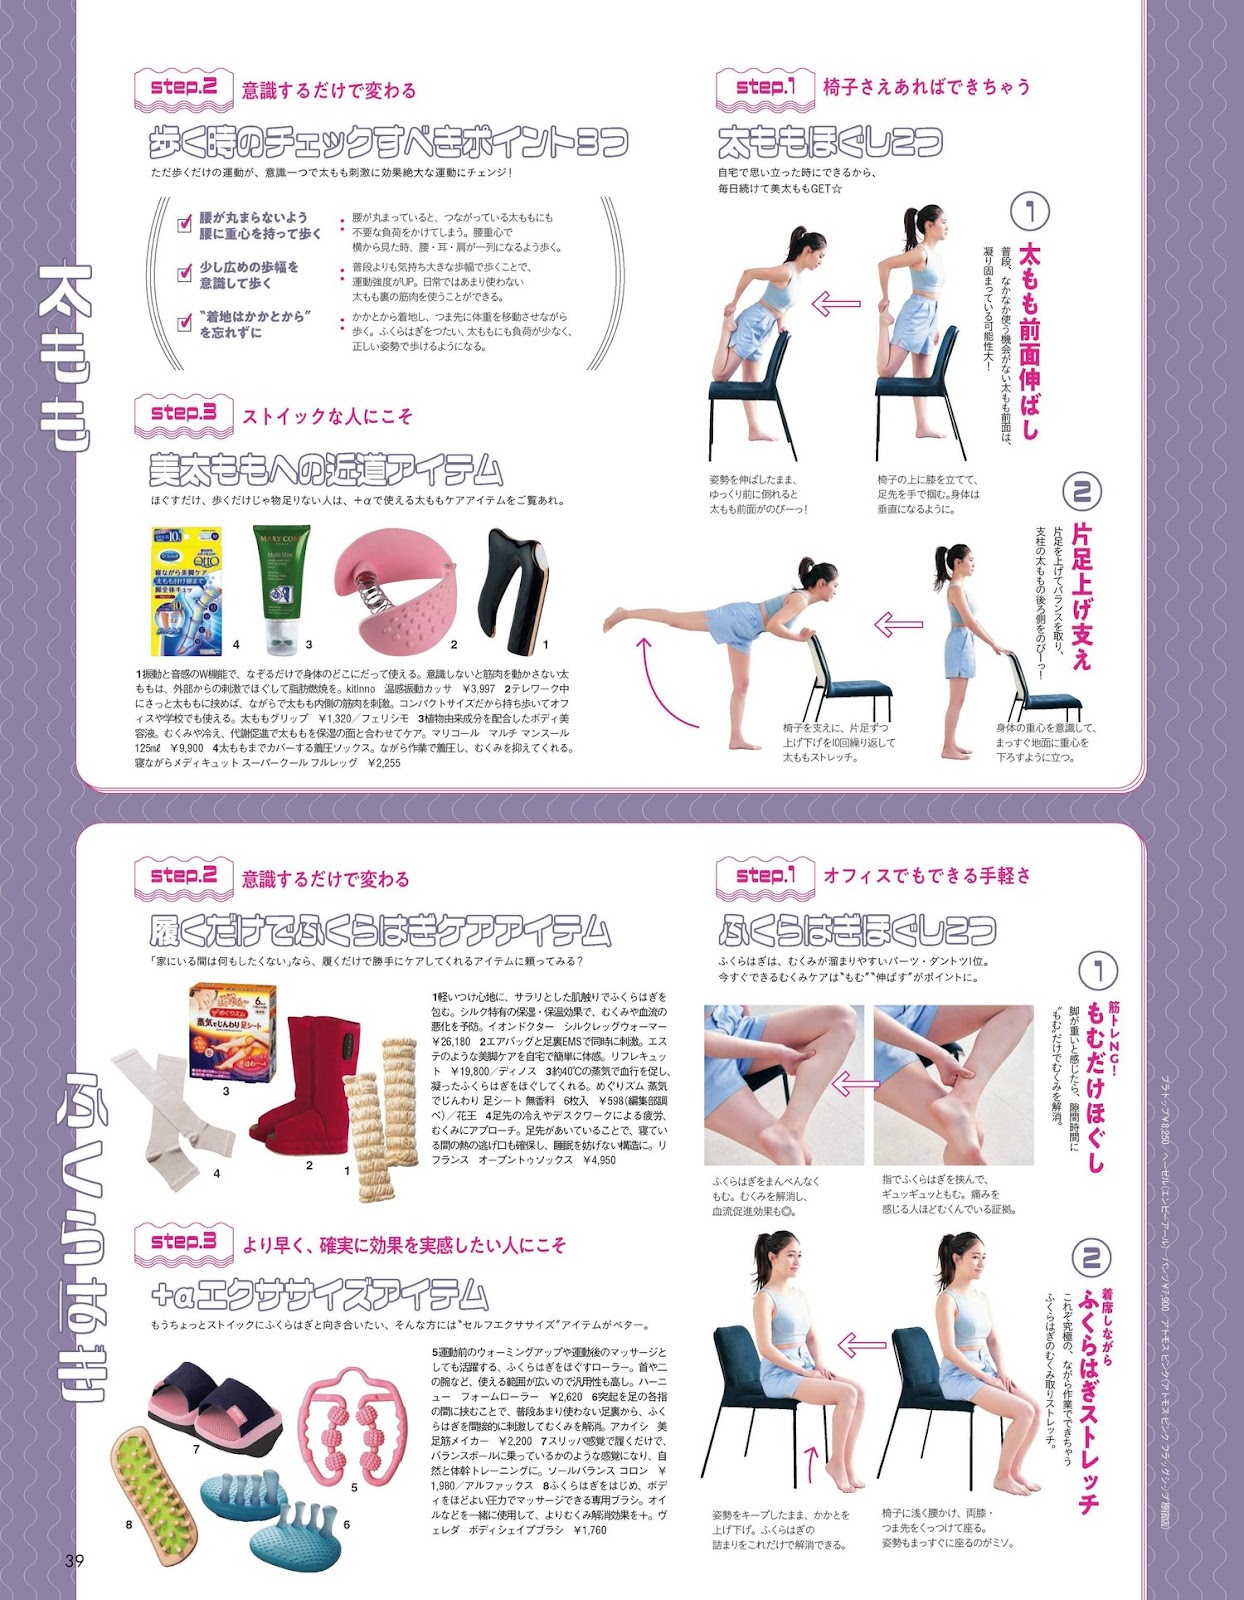 太もも
step.1 椅子さえあればできちゃう
太ももほぐし2つ
自宅で思い立った時にできるから、
毎日続けて美太ももGET☆
1
太もも前面伸ばし
普段、なかなか使う機会がない太もも前面は、
凝り固まっている可能性大!
椅子の上に膝を立てて、
足先を手で掴む。身体は
垂直になるように。
姿勢を伸ばしたまま、
ゆっくり前に倒れると
太もも前面がのびーっ!
2
片足上げ支え
片足を上げてバランスを取り、
支柱の太ももの後ろ側をのびーっ!
身体の重心を意識して、
まっすぐ地面に重心を
下ろすように立つ。
椅子を支えに、片足ずつ
上げ下げを10回繰り返して
太ももストレッチ。
step.2 意識するだけで変わる
歩く時のチェックすべきポイント3つ
ただ歩くだけの運動が、意識一つで太もも刺激に効果絶大な運動にチェンジ!
腰が丸まらないよう
腰に重心を持って歩く
腰が丸まっていると、つながっている太ももにも
不要な負荷をかけてしまう。腰重心で
横から見た時、腰・耳・肩が一列になるよう歩く。
少し広めの歩幅を
意識して歩く
普段よりも気持ち大きな歩幅で歩くことで、
運動強度がUP。日常ではあまり使わない
太もも裏の筋肉を使うことができる。
“着地はかかとから”
を忘れずに
かかとから着地し、つま先に体重を移動させながら
歩く。ふくらはぎをつたい、太ももにも負荷が少なく、
正しい姿勢で歩けるようになる。
step.3 ストイックな人にこそ
美太ももへの近道アイテム
ほぐすだけ、歩くだけじゃ物足りない人は、+αで使える太ももケアアイテムをご覧あれ。
MARY COHR
Multi Slim
4
3
2
1
1振動と音感のW機能で、なぞるだけで身体のどこにだって使える。意識しないと筋肉を動かさない太
ももは、外部からの刺激でほぐして脂肪燃焼を。kitInno 温感振動カッサ ¥3,997 2テレワーク中
にさっと太ももに挟めば、ながらで太もも内側の筋肉を刺激。コンパクトサイズだから持ち歩いてオフ
ィスや学校でも使える。太ももグリップ ¥1,320/フェリシモ 3植物由来成分を配合したボディ美
容液。むくみや冷え、代謝促進で太ももを保湿の面と合わせてケア。マリコール マルチ マンスール
125㎖ ¥9,900 4太ももまでカバーする着圧ソックス。ながら作業で着圧し、むくみを抑えてくれる。
寝ながらメディキュット スーパークール フルレッグ ¥2,255
ふくらはぎ
step.1 オフィスでもできる手軽さ
ふくらはぎほぐし2つ
ふくらはぎは、むくみが溜まりやすいパーツ・ダントツ1位。
今すぐできるむくみケアは“もむ”“伸ばす”がポイントに。
1
筋トレNG!
もむだけほぐし
脚が重いと感じたら、隙間時間に
“もむ”だけでむくみを解消。
指でふくらはぎを挟んで、
ギュッギュッともむ。痛みを
感じる人ほどむくんでいる証拠。
ふくらはぎをまんべんなく
もむ。むくみを解消し、
血流促進効果も◎。
2
着席しながら
ふくらはぎストレッチ
これぞ究極の、ながら作業でできちゃう
ふくらはぎのむくみ取りストレッチ。
椅子に浅く腰かけ、両膝・
つま先をくっつけて座る。
姿勢もまっすぐに座るのがミソ。
姿勢をキープしたまま、かかとを
上げ下げ。ふくらはぎの
詰まりをこれだけで解消できる。
step.2 意識するだけで変わる
履くだけでふくらはぎケアアイテム
「家にいる間は何もしたくない」なら、履くだけで勝手にケアしてくれるアイテムに頼ってみる?
めぐりズム
蒸気でじんわり 足シート
3
4
2
1
1軽いつけ心地に、サラリとした肌触りでふくらはぎを
包む。シルク特有の保湿・保温効果で、むくみや血流の
悪化を予防。イオンドクター シルクレッグウォーマー
¥26,180 2エアバッグと足裏EMSで同時に刺激。エス
テのような美脚ケアを自宅で簡単に体感。リフレキュッ
ト ¥19,800/ディノス 3約40℃の蒸気で血行を促し、
凝ったふくらはぎをほぐしてくれる。めぐりズム 蒸気
でじんわり 足シート 無香料 6枚入 ¥598(編集部調
べ)/花王 4足先の冷えやデスクワークによる疲労、
むくみにアプローチ。足先があいていることで、寝てい
る間の熱の逃げ口も確保し、睡眠を妨げない構造に。リ
フランス オープントゥソックス ¥4,950
step.3 より早く、確実に効果を実感したい人にこそ
+αエクササイズアイテム
もうちょっとストイックにふくらはぎと向き合いたい、そんな方には“セルフエクササイズ”アイテムがベター。
7
5
8
6
5運動前のウォーミングアップや運動後のマッサージと
しても活躍する、ふくらはぎをほぐすローラー。首や二
の腕など、使える範囲が広いので汎用性も高し。ハーニ
ュー フォームローラー ¥2,620 6突起を足の各指
の間に挟むことで、普段あまり使わない足裏から、ふく
らはぎを間接的に刺激してむくみを解消。アカイシ 美
足筋メイカー ¥2,200 7スリッパ感覚で履くだけで、
バランスボールに乗っているかのような感覚になり、自
然と体幹トレーニングに。ソールバランス コロン ¥
1,980/アルファックス 8ふくらはぎをはじめ、ボデ
ィをほどよい圧力でマッサージできる専用ブラシ。オイ
ルなどを一緒に使用して、よりむくみ解消効果を+。ヴ
ェレダ ボディシェイプブラシ ¥1,760
ブラトップ¥8,250 ヘーゼル(エンピーアール) パンツ¥7,900 アトモスピンク(アトモスピンク フラッグシップ 原宿店)
39